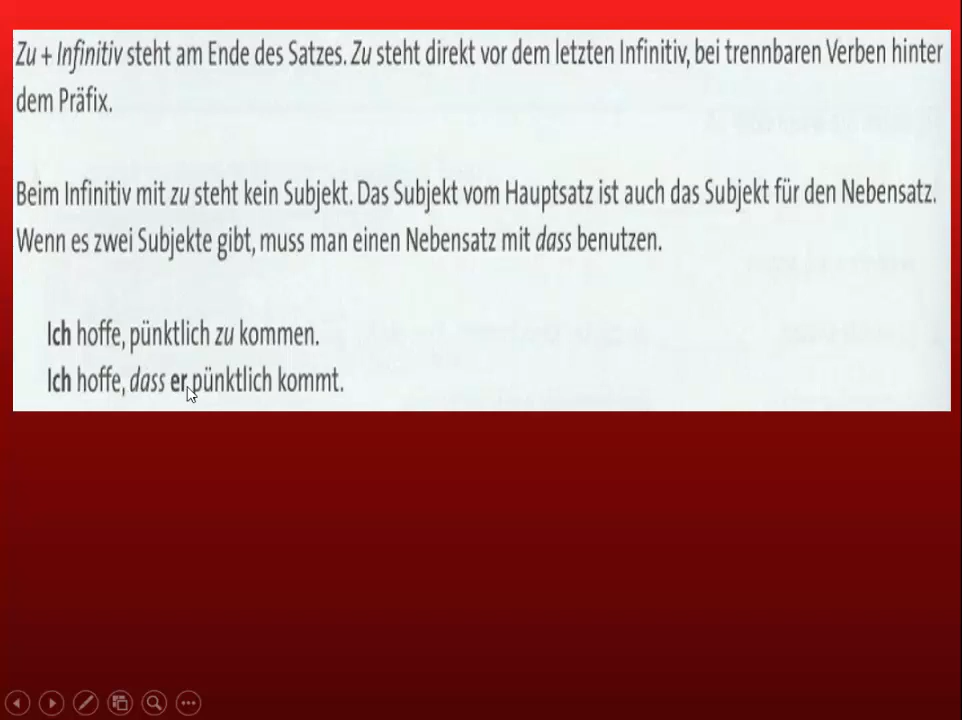 Zu + Infinitiv steht am Ende des Satzes. Zu steht direkt vor dem letzten Infinitiv, bei trennbaren Verben hinter
dem Präfix.
Beim Infinitiv mit zu steht kein Subjekt. Das Subjekt vom Hauptsatz ist auch das Subjekt für den Nebensatz.
Wenn es zwei Subjekte gibt, muss man einen Nebensatz mit dass benutzen.
Ich hoffe, pünktlich zu kommen.
Ich hoffe, dass er pünktlich kommt.